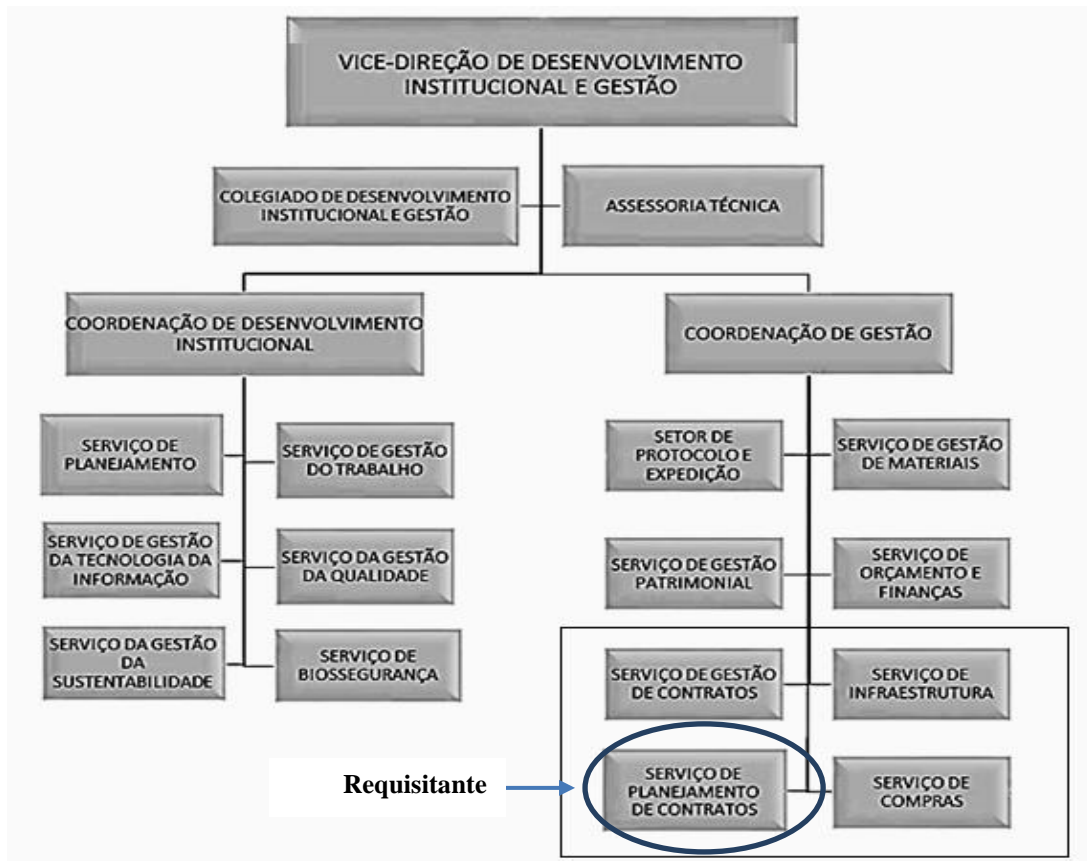 VICE-DIREÇÃO DE DESENVOLVIMENTO
INSTITUCIONAL E GESTÃO
COLEGIADO DE DESENVOLVIMENTO
INSTITUCIONAL E GESTÃO
ASSESSORIA TÉCNICA
COORDENAÇÃO DE DESENVOLVIMENTO
INSTITUCIONAL
COORDENAÇÃO DE GESTÃO
SERVIÇO DE
PLANEJAMENTO
SERVIÇO DE GESTÃO
DO TRABALHO
SERVIÇO DE GESTÃO
DA TECNOLOGIA DA
INFORMAÇÃO
SERVIÇO DA GESTÃO
DA QUALIDADE
SERVIÇO DA GESTÃO
DA
SUSTENTABILIDADE
SERVIÇO DE
BIOSSEGURANÇA
SETOR DE
PROTOCOLO E
EXPEDIÇÃO
SERVIÇO DE GESTÃO
DE MATERIAIS
SERVIÇO DE GESTÃO
PATRIMONIAL
SERVIÇO DE
ORÇAMENTO E
FINANÇAS
SERVIÇO DE GESTÃO
DE CONTRATOS
SERVIÇO DE
INFRAESTRUTURA
Requisitante
SERVIÇO DE
PLANEJAMENTO
DE CONTRATOS
SERVIÇO DE
COMPRAS